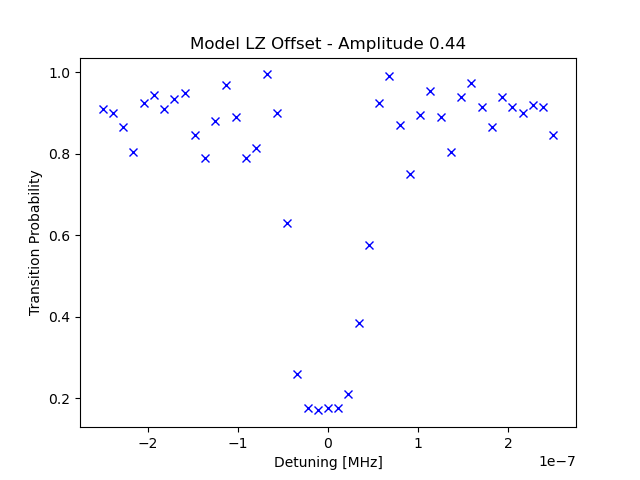 Model LZ Offset - Amplitude 0.44
1.0
0.8
0.6
0.4
0.2
Transition Probability
−2
−1
0
1
2
1e−7
Detuning [MHz]